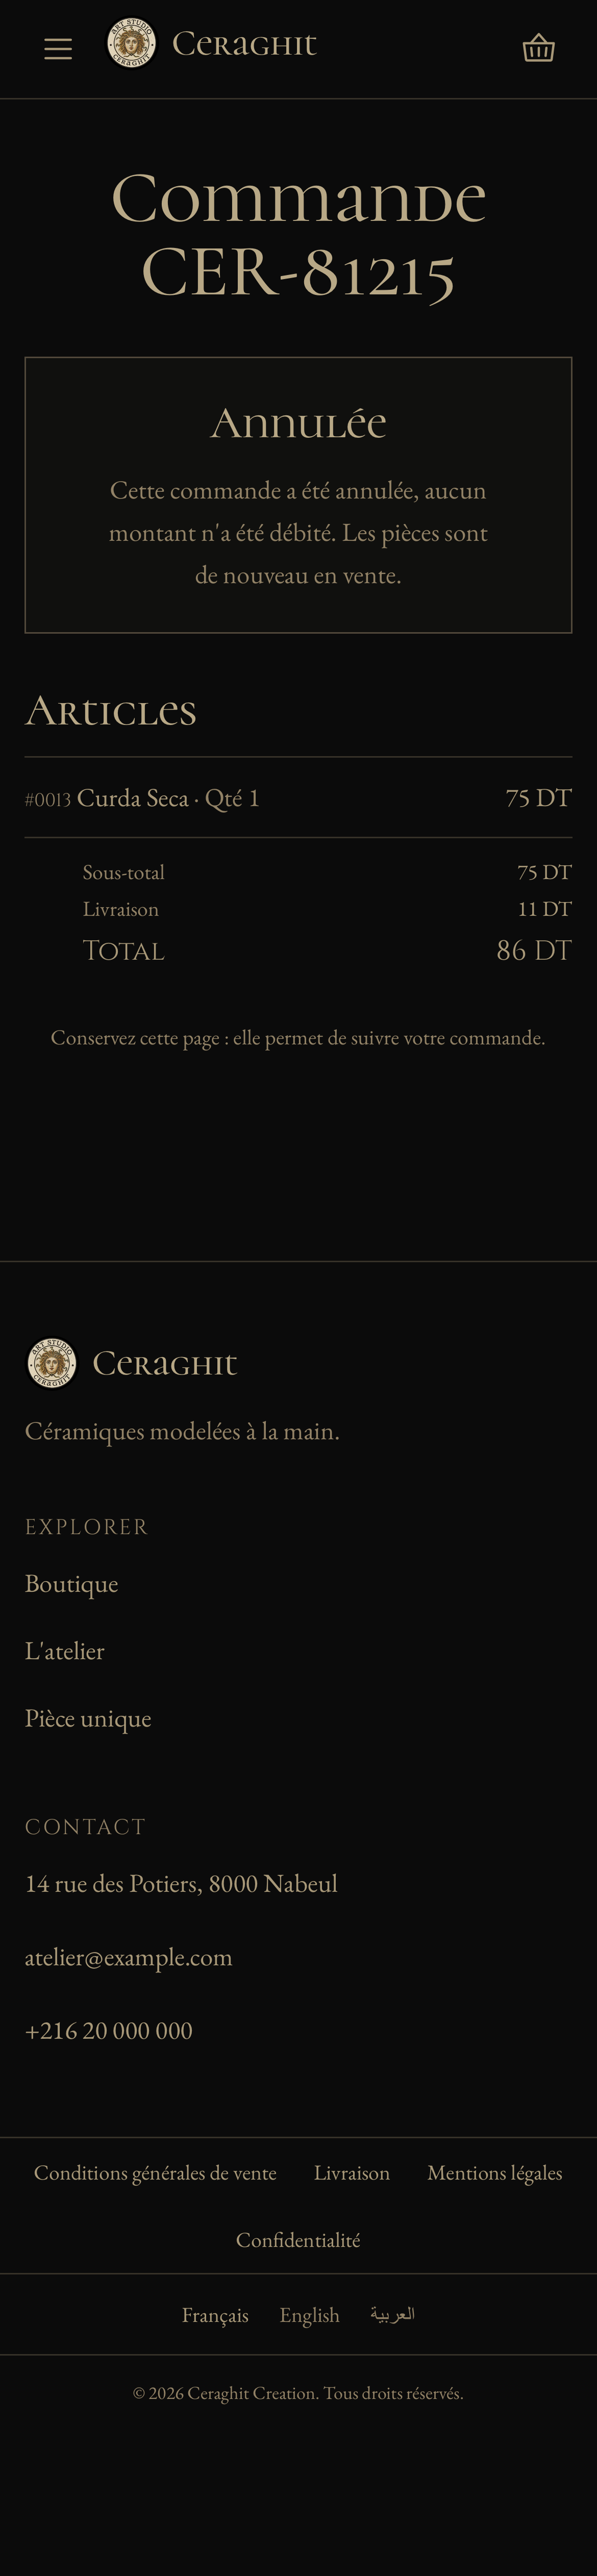 Ceraghit
Commande
CER-81215
Annulée
Cette commande a été annulée, aucun
montant n'a été débité. Les pièces sont
de nouveau en vente.
Articles
#0013 Curda Seca · Qté 1 75 DT
Sous-total 75 DT
Livraison 11 DT
Total 86 DT
Conservez cette page : elle permet de suivre votre commande.
ART STUDIO
CERAGHIT
Ceraghit
Céramiques modelées à la main.
EXPLORER
Boutique
L'atelier
Pièce unique
CONTACT
14 rue des Potiers, 8000 Nabeul
atelier@example.com
+216 20 000 000
Conditions générales de vente Livraison Mentions légales
Confidentialité
Français English العربية
© 2026 Ceraghit Creation. Tous droits réservés.